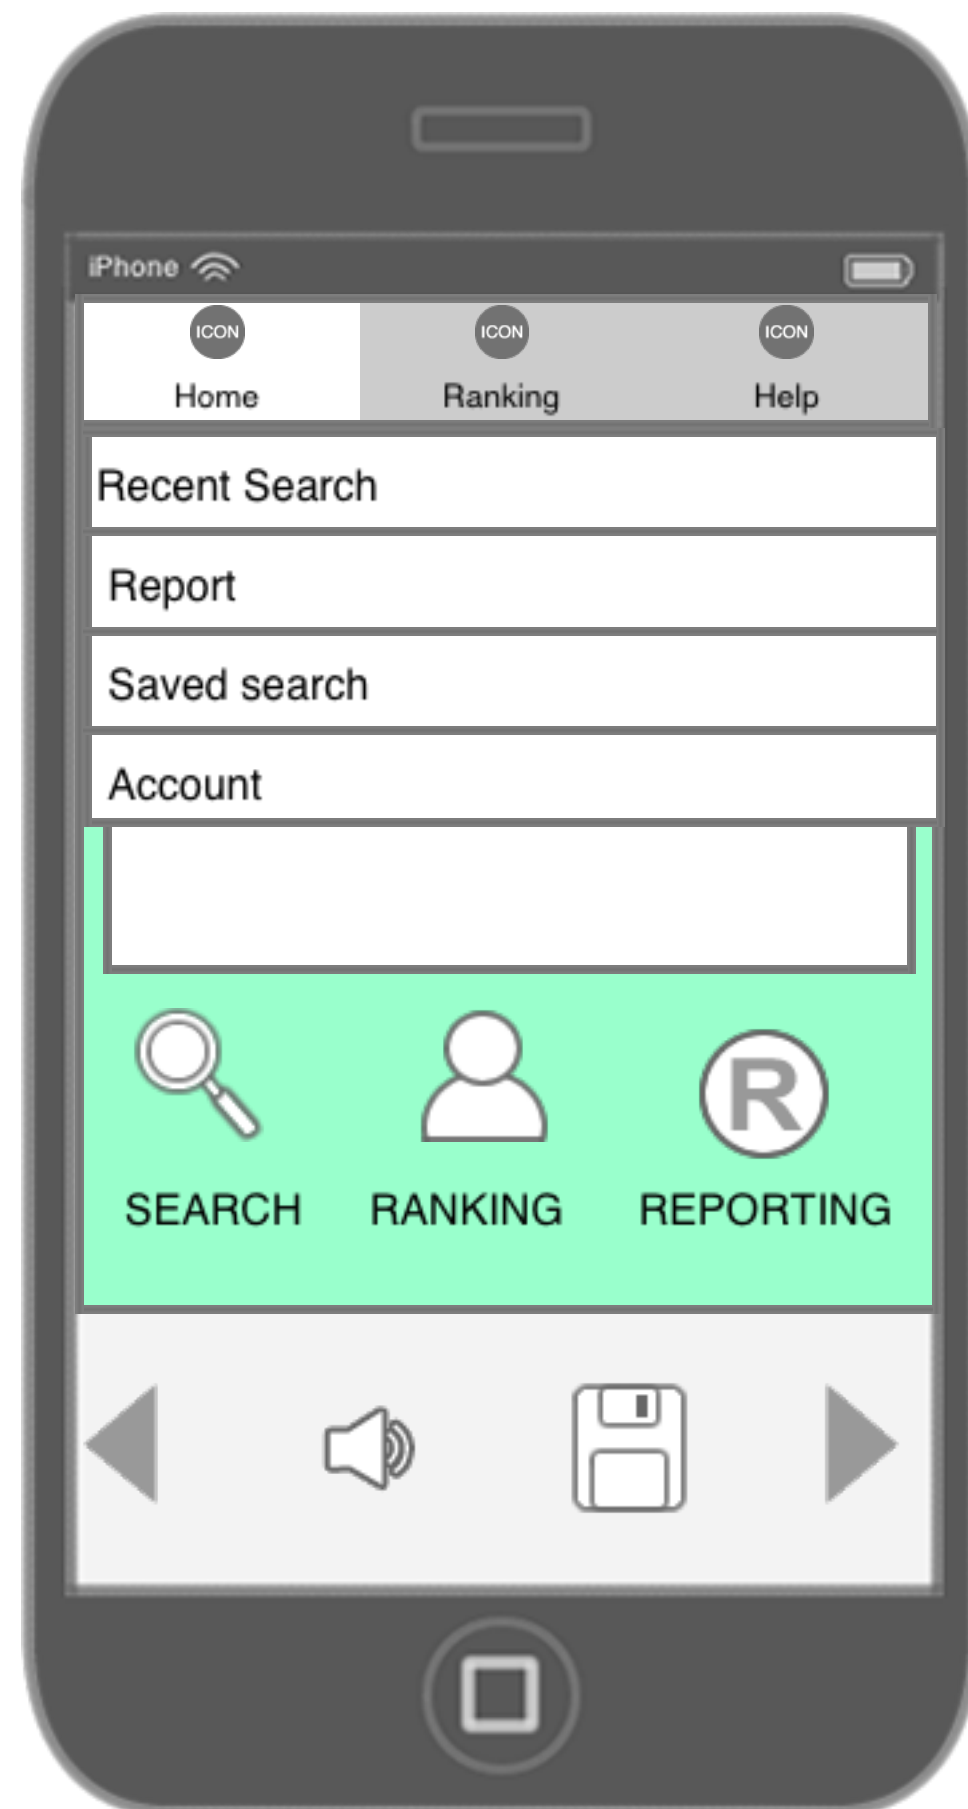 iPhone
ICON ICON ICON
Home Ranking Help
Recent Search
Report
Saved search
Account
R
SEARCH RANKING REPORTING